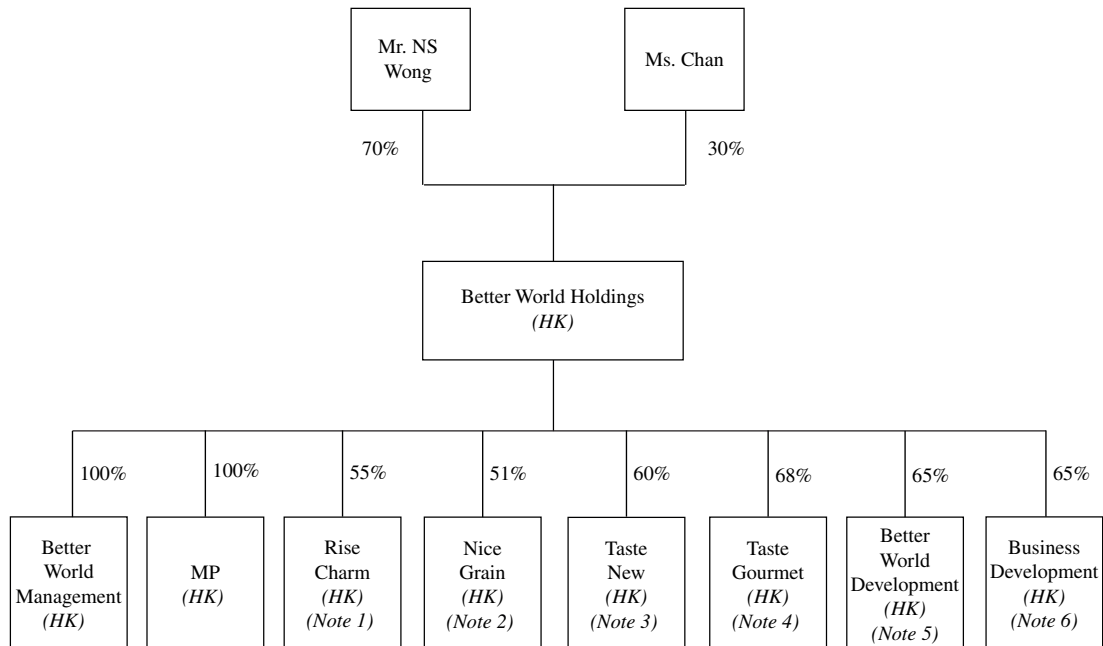 Mr. NS
Wong
Ms. Chan
70%
30%
Better World Holdings
(HK)
100%
100%
55%
51%
60%
68%
65%
65%
Better
World
Management
(HK)
MP
(HK)
Rise
Charm
(HK)
(Note 1)
Nice
Grain
(HK)
(Note 2)
Taste
New
(HK)
(Note 3)
Taste
Gourmet
(HK)
(Note 4)
Better
World
Development
(HK)
(Note 5)
Business
Development
(HK)
(Note 6)